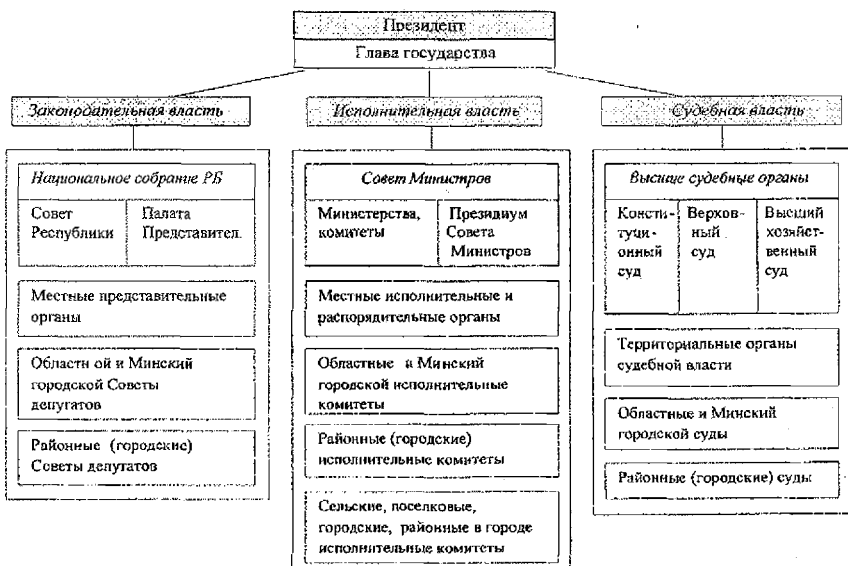 Президент
Глава государства
Законодательная власть
Национальное собрание РБ
Совет
Республики
Палата
Представител.
Местные представительные
органы
Областн ой и Минский
городской Советы
депутатов
Районные (городские)
Советы депутатов
Исполнительная власть
Совет Министров
Министерства,
комитеты
Президиум
Совета
Министров
Местные исполнительные и
распорядительные органы
Областные и Минский
городской исполнительные
комитеты
Районные (городские)
исполнительные комитеты
Сельские, поселковые,
городские, районные в городе
исполнительные комитеты
Судебная власть
Высшие судебные органы
Консти-
туци-
онный
суд
Верхов-
ный
суд
Высший
хозяйст-
венный
суд
Территориальные органы
судебной власти
Областные и Минский
городской суды
Районные (городские) суды